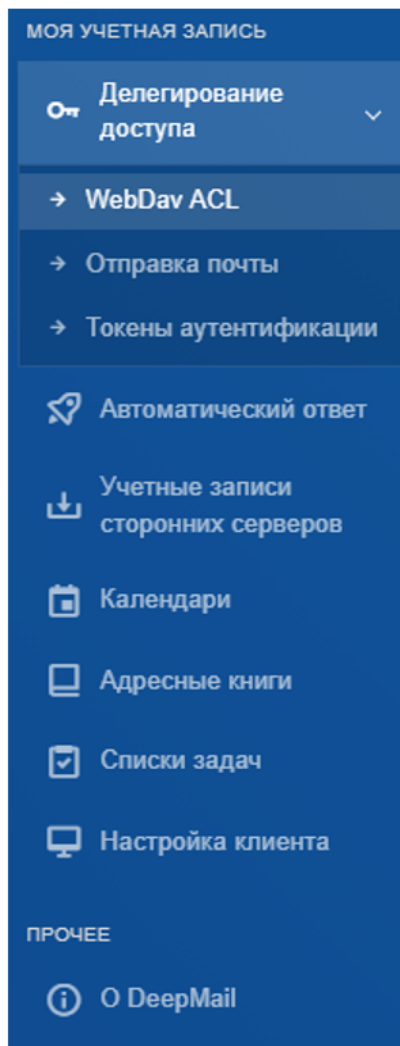 МОЯ УЧЕТНАЯ ЗАПИСЬ
Делегирование
доступа
WebDav ACL
Отправка почты
Токены аутентификации
Автоматический ответ
Учетные записи
сторонних серверов
Календари
Адресные книги
Списки задач
Настройка клиента
ПРОЧЕЕ
О DeepMail